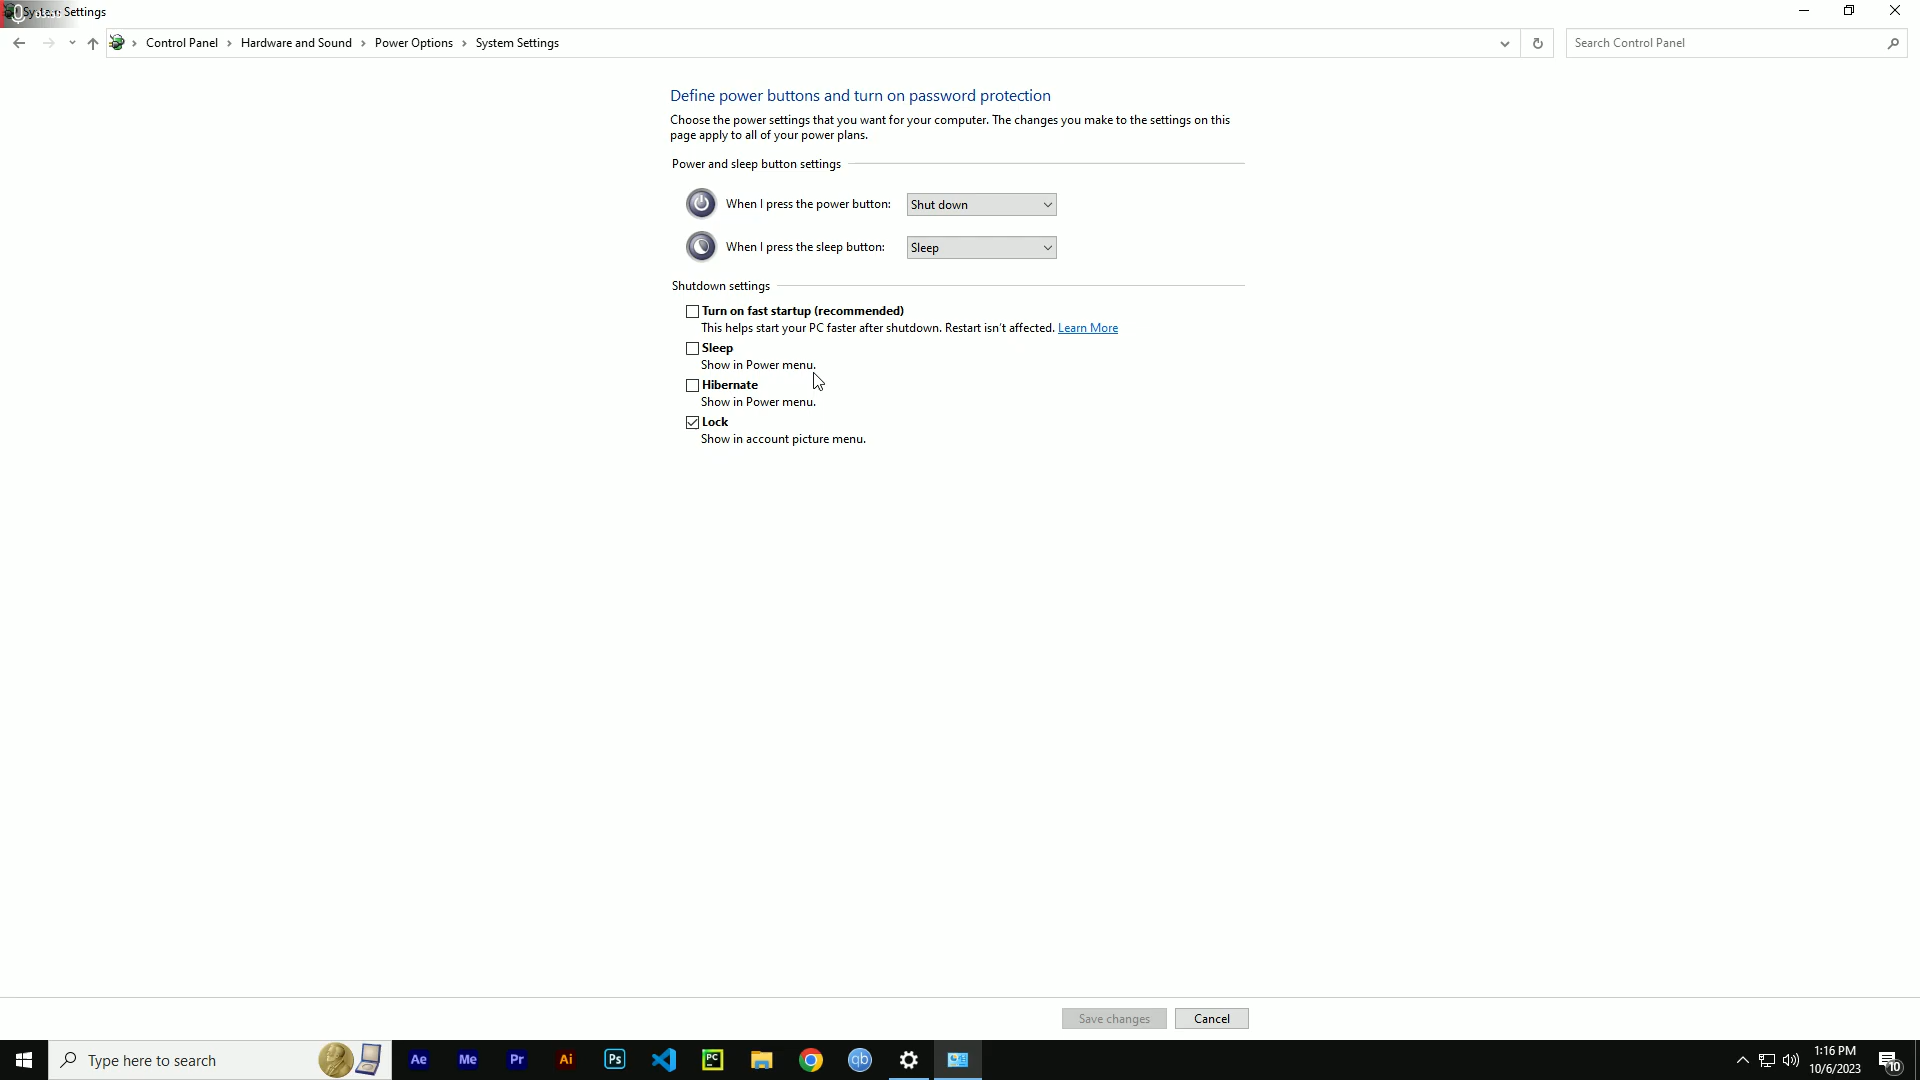 System Settings
Control Panel > Hardware and Sound > Power Options > System Settings
Search Control Panel
Define power buttons and turn on password protection
Choose the power settings that you want for your computer. The changes you make to the settings on this
page apply to all of your power plans.
Power and sleep button settings
When I press the power button: Shut down
When I press the sleep button: Sleep
Shutdown settings
Turn on fast startup (recommended)
This helps start your PC faster after shutdown. Restart isn't affected. Learn More
Sleep
Show in Power menu.
Hibernate
Show in Power menu.
Lock
Show in account picture menu.
Save changes Cancel
Type here to search
Ae Me Pr Ai Ps PC qb
1:16 PM
10/6/2023
10